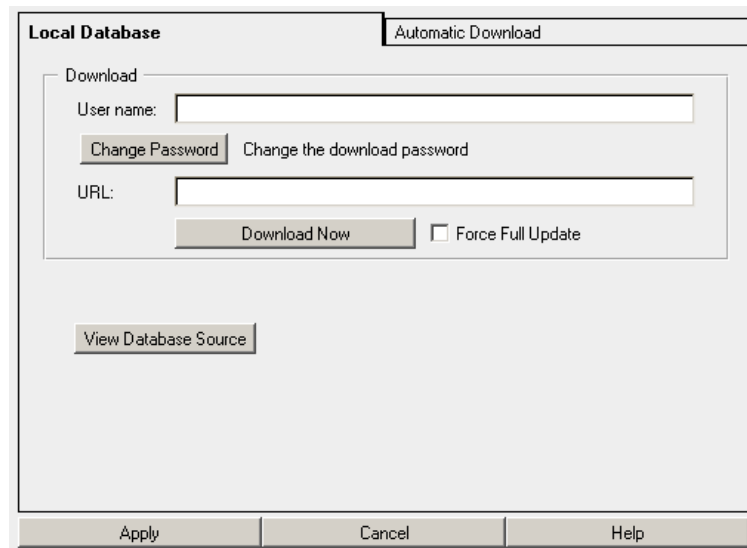 Local Database
Automatic Download
Download
User name:
Change Password Change the download password
URL:
Download Now Force Full Update
View Database Source
Apply Cancel Help